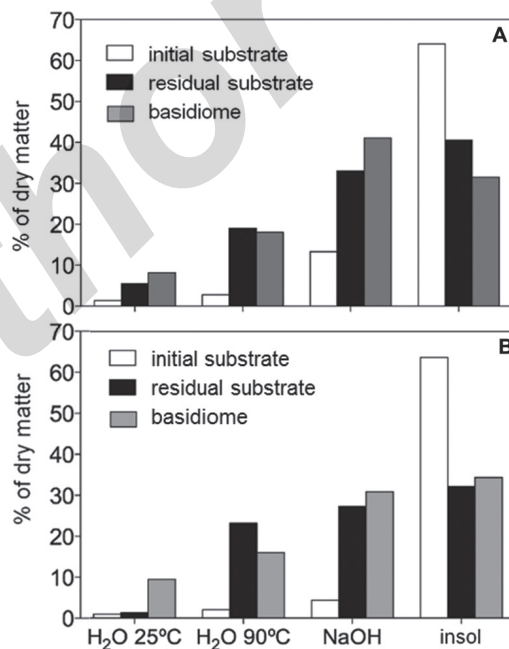 70
60
50
40
30
20
10
0
% of dry matter
A
initial substrate
residual substrate
basidiome
70
60
50
40
30
20
10
0
% of dry matter
B
initial substrate
residual substrate
basidiome
H₂O 25ºC H₂O 90ºC NaOH insol
thor